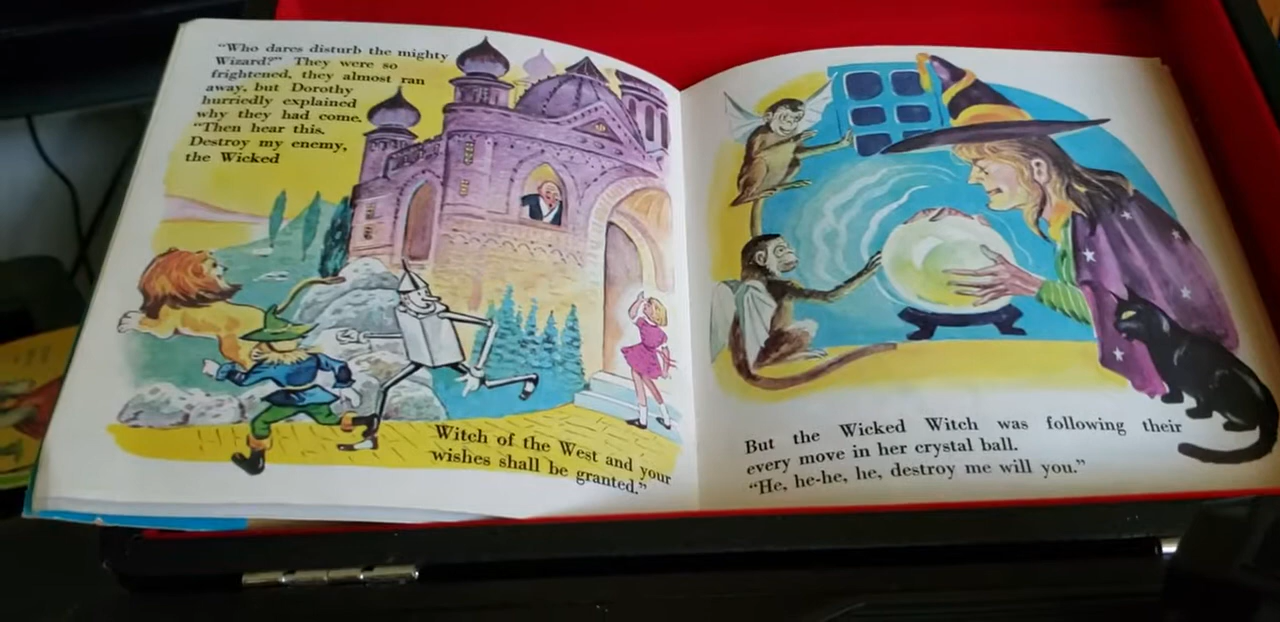 "Who dares disturb the mighty
Wizard?" They were so
frightened, they almost ran
away, but Dorothy
hurriedly explained
why they had come.
"Then hear this.
Destroy my enemy,
the Wicked
Witch of the West and your
wishes shall be granted."
But the Wicked Witch was following their
every move in her crystal ball.
"He, he-he, he, destroy me will you."